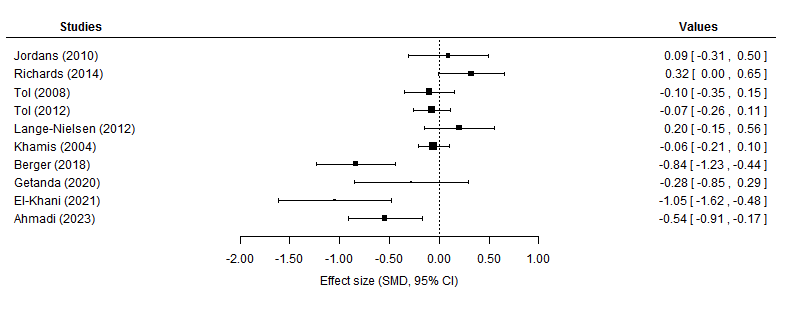 Studies Values
Jordans (2010) 0.09 [ -0.31 , 0.50 ]
Richards (2014) 0.32 [ 0.00 , 0.65 ]
Tol (2008) -0.10 [ -0.35 , 0.15 ]
Tol (2012) -0.07 [ -0.26 , 0.11 ]
Lange-Nielsen (2012) 0.20 [ -0.15 , 0.56 ]
Khamis (2004) -0.06 [ -0.21 , 0.10 ]
Berger (2018) -0.84 [ -1.23 , -0.44 ]
Getanda (2020) -0.28 [ -0.85 , 0.29 ]
El-Khani (2021) -1.05 [ -1.62 , -0.48 ]
Ahmadi (2023) -0.54 [ -0.91 , -0.17 ]
-2.00 -1.50 -1.00 -0.50 0.00 0.50 1.00
Effect size (SMD, 95% CI)